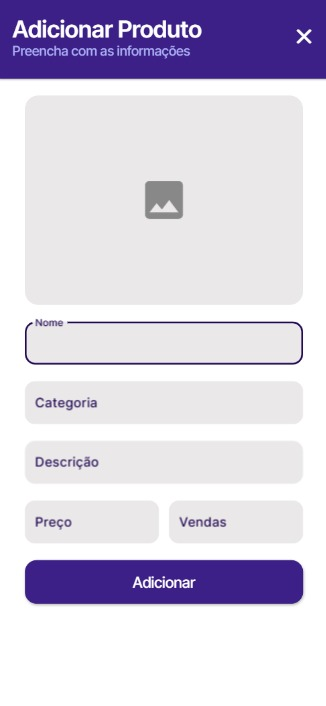 Adicionar Produto
Preencha com as informações
Nome
Categoria
Descrição
Preço
Vendas
Adicionar